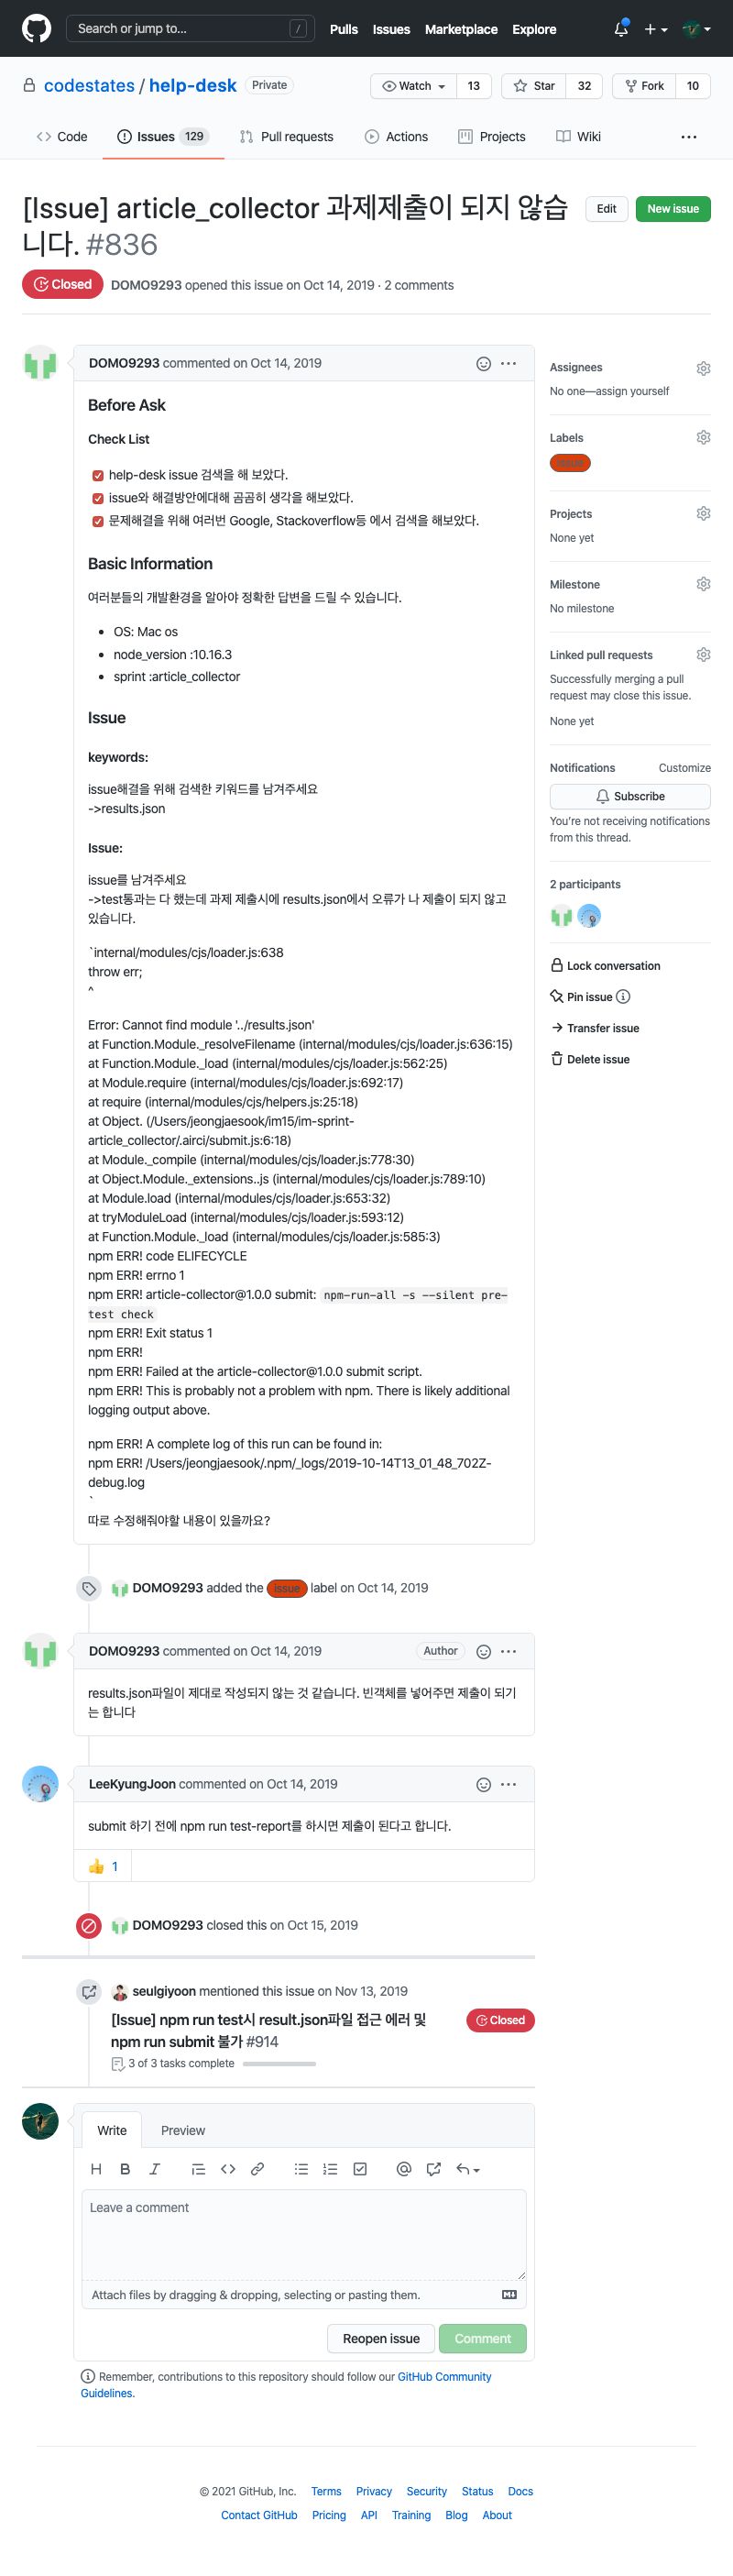 Search or jump to... /
Pulls Issues Marketplace Explore
codestates / help-desk Private
Watch 13 Star 32 Fork 10
Code Issues 129 Pull requests Actions Projects Wiki ...
[Issue] article_collector 과제제출이 되지 않습
니다. #836
Edit New issue
Closed DOMO9293 opened this issue on Oct 14, 2019 · 2 comments
DOMO9293 commented on Oct 14, 2019
Before Ask
Check List
help-desk issue 검색을 해 보았다.
issue와 해결방안에대해 곰곰히 생각을 해보았다.
문제해결을 위해 여러번 Google, Stackoverflow등 에서 검색을 해보았다.
Basic Information
여러분들의 개발환경을 알아야 정확한 답변을 드릴 수 있습니다.
• OS: Mac os
• node_version :10.16.3
• sprint :article_collector
Issue
keywords:
issue해결을 위해 검색한 키워드를 남겨주세요
->results.json
Issue:
issue를 남겨주세요
->test통과는 다 했는데 과제 제출시에 results.json에서 오류가 나 제출이 되지 않고
있습니다.
`internal/modules/cjs/loader.js:638
throw err;
^
Error: Cannot find module '../results.json'
at Function.Module._resolveFilename (internal/modules/cjs/loader.js:636:15)
at Function.Module._load (internal/modules/cjs/loader.js:562:25)
at Module.require (internal/modules/cjs/loader.js:692:17)
at require (internal/modules/cjs/helpers.js:25:18)
at Object. (/Users/jeongjaesook/im15/im-sprint-
article_collector/.airci/submit.js:6:18)
at Module._compile (internal/modules/cjs/loader.js:778:30)
at Object.Module._extensions..js (internal/modules/cjs/loader.js:789:10)
at Module.load (internal/modules/cjs/loader.js:653:32)
at tryModuleLoad (internal/modules/cjs/loader.js:593:12)
at Function.Module._load (internal/modules/cjs/loader.js:585:3)
npm ERR! code ELIFECYCLE
npm ERR! errno 1
npm ERR! article-collector@1.0.0 submit: npm-run-all -s --silent pre-
test check
npm ERR! Exit status 1
npm ERR!
npm ERR! Failed at the article-collector@1.0.0 submit script.
npm ERR! This is probably not a problem with npm. There is likely additional
logging output above.
npm ERR! A complete log of this run can be found in:
npm ERR! /Users/jeongjaesook/.npm/_logs/2019-10-14T13_01_48_702Z-
debug.log
`
따로 수정해줘야할 내용이 있을까요?
Assignees
No one—assign yourself
Labels
issue
Projects
None yet
Milestone
No milestone
Linked pull requests
Successfully merging a pull
request may close this issue.
None yet
Notifications Customize
Subscribe
You're not receiving notifications
from this thread.
2 participants
Lock conversation
Pin issue
Transfer issue
Delete issue
DOMO9293 added the issue label on Oct 14, 2019
DOMO9293 commented on Oct 14, 2019 Author
results.json파일이 제대로 작성되지 않는 것 같습니다. 빈객체를 넣어주면 제출이 되기
는 합니다
LeeKyungJoon commented on Oct 14, 2019
submit 하기 전에 npm run test-report를 하시면 제출이 된다고 합니다.
👍 1
DOMO9293 closed this on Oct 15, 2019
seulgiyoon mentioned this issue on Nov 13, 2019
[Issue] npm run test시 result.json파일 접근 에러 및
npm run submit 불가 #914
Closed
3 of 3 tasks complete
Write Preview
Leave a comment
Attach files by dragging & dropping, selecting or pasting them.
Reopen issue Comment
Remember, contributions to this repository should follow our GitHub Community
Guidelines.
© 2021 GitHub, Inc. Terms Privacy Security Status Docs
Contact GitHub Pricing API Training Blog About